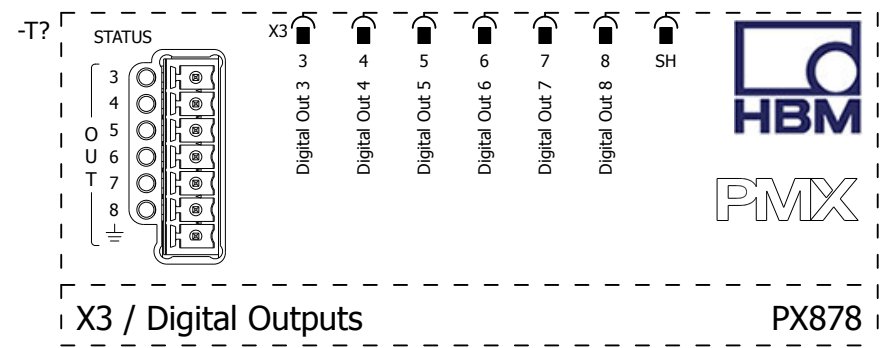 -T?
STATUS
X3
3 4 5 6 7 8 SH
Digital Out 3
Digital Out 4
Digital Out 5
Digital Out 6
Digital Out 7
Digital Out 8
OUT
3
4
5
6
7
8
HBM
PMX
X3 / Digital Outputs
PX878